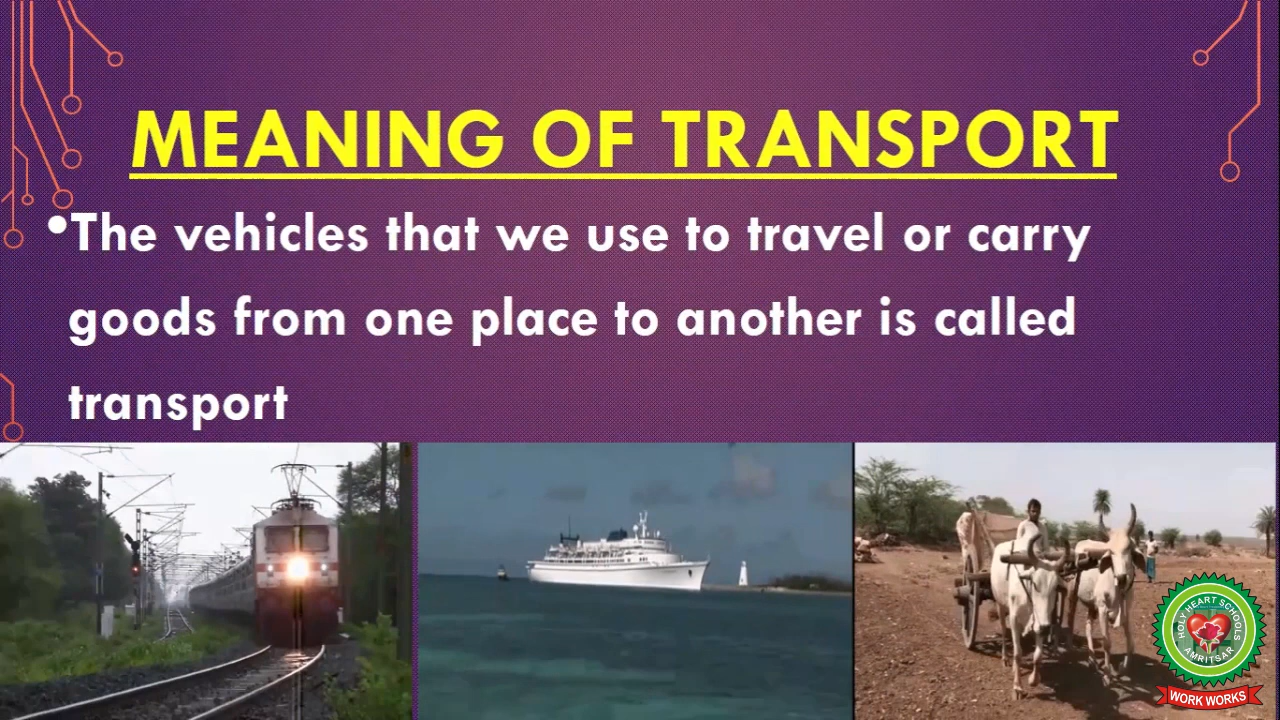 MEANING OF TRANSPORT
•The vehicles that we use to travel or carry
goods from one place to another is called
transport
HOLY HEART SCHOOLS
AMRITSAR
WORK WORKS